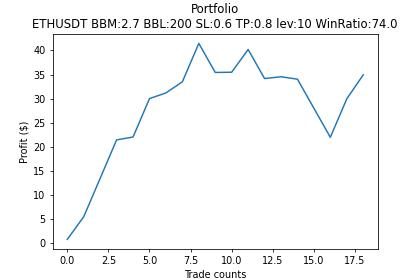 Portfolio
ETHUSDT BBM:2.7 BBL:200 SL:0.6 TP:0.8 lev:10 WinRatio:74.0
Profit ($)
40
35
30
25
20
15
10
5
0
0.0 2.5 5.0 7.5 10.0 12.5 15.0 17.5
Trade counts